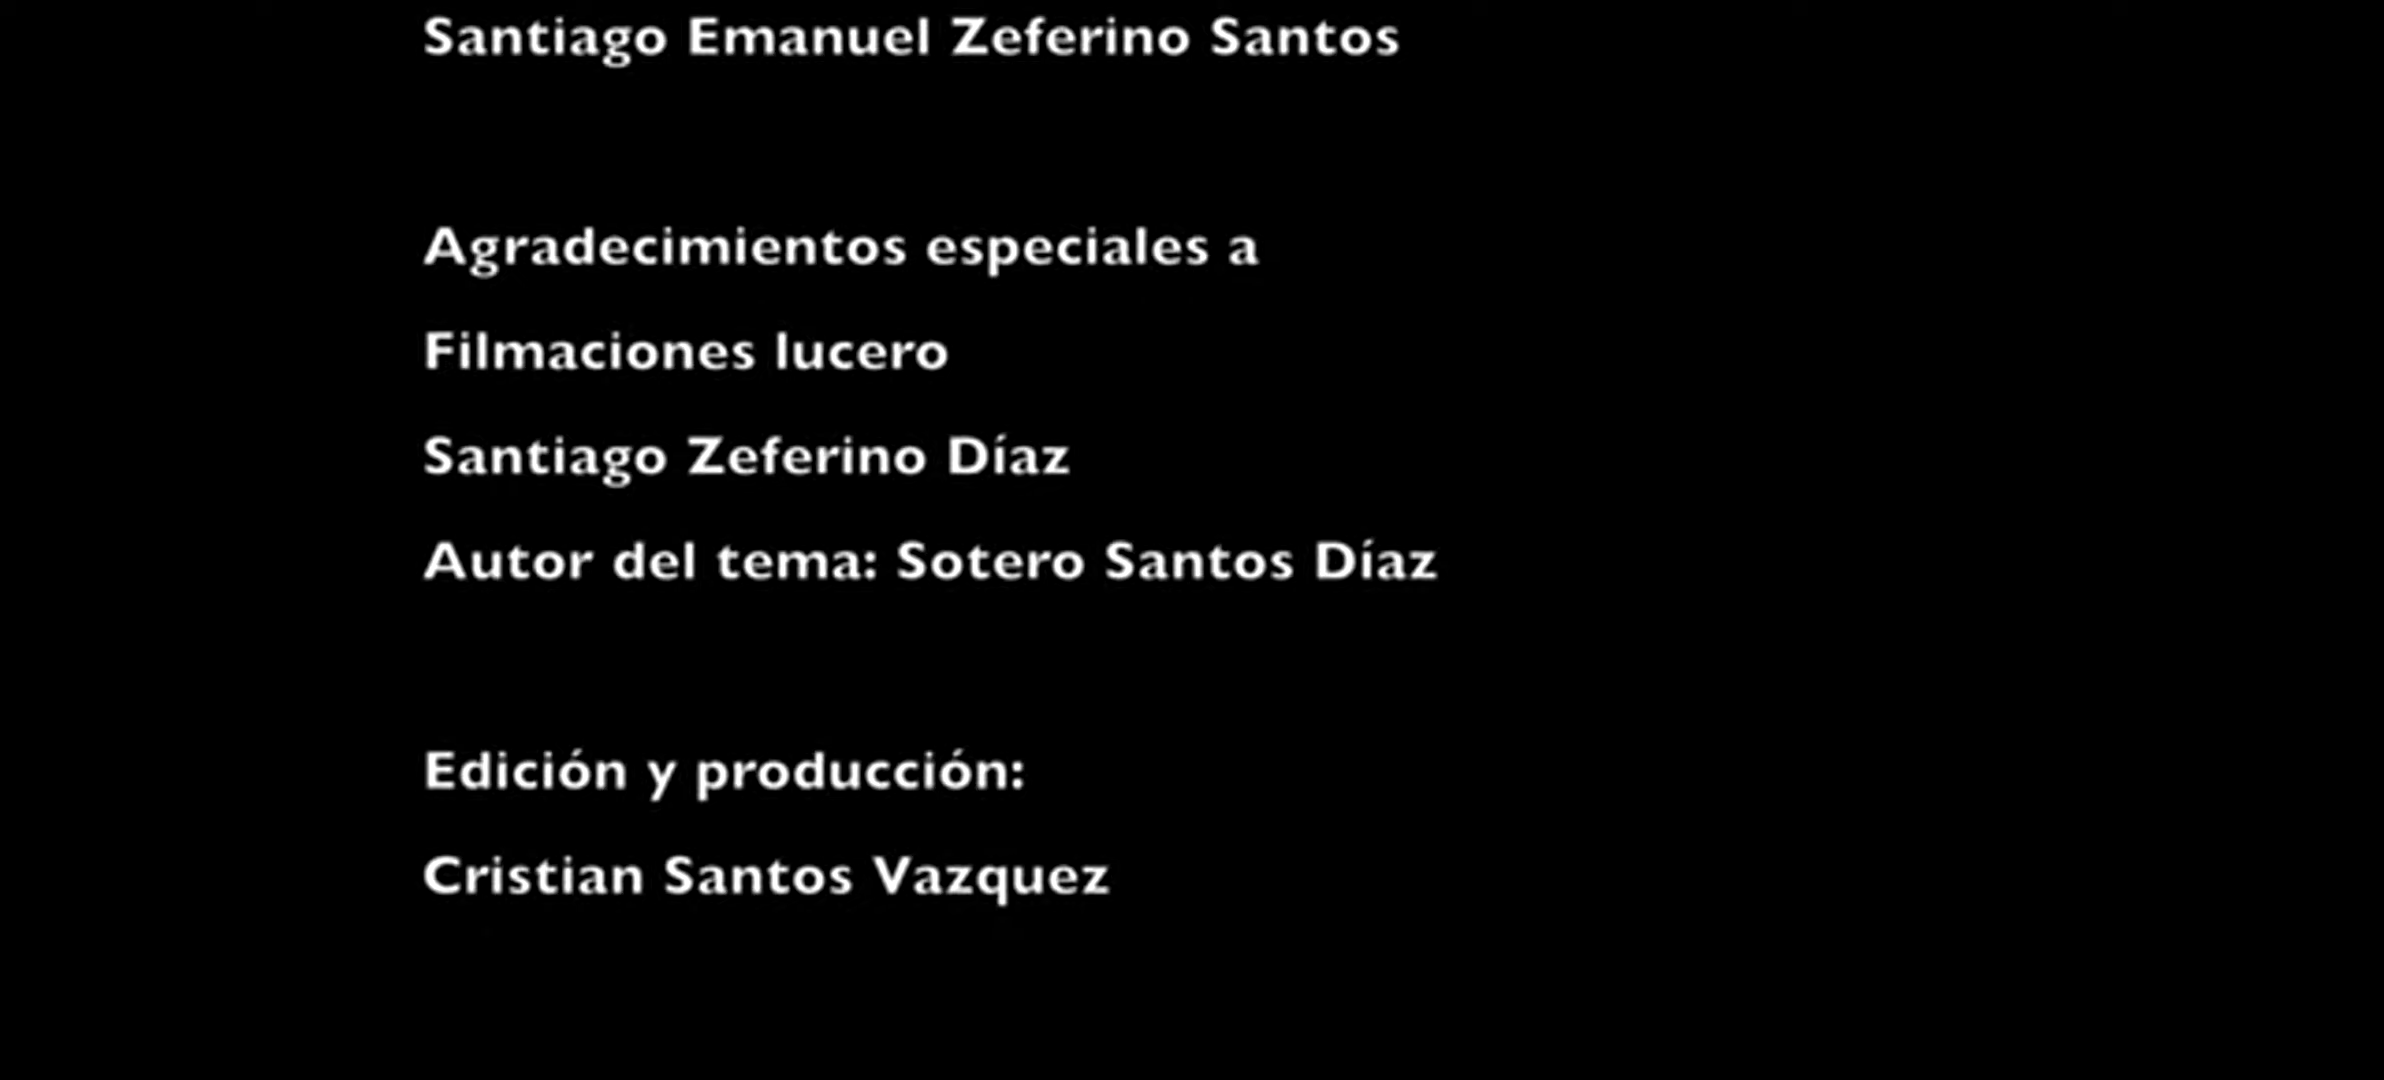 Santiago Emanuel Zeferino Santos
Agradecimientos especiales a
Filmaciones lucero
Santiago Zeferino Díaz
Autor del tema: Sotero Santos Díaz
Edición y producción:
Cristian Santos Vazquez